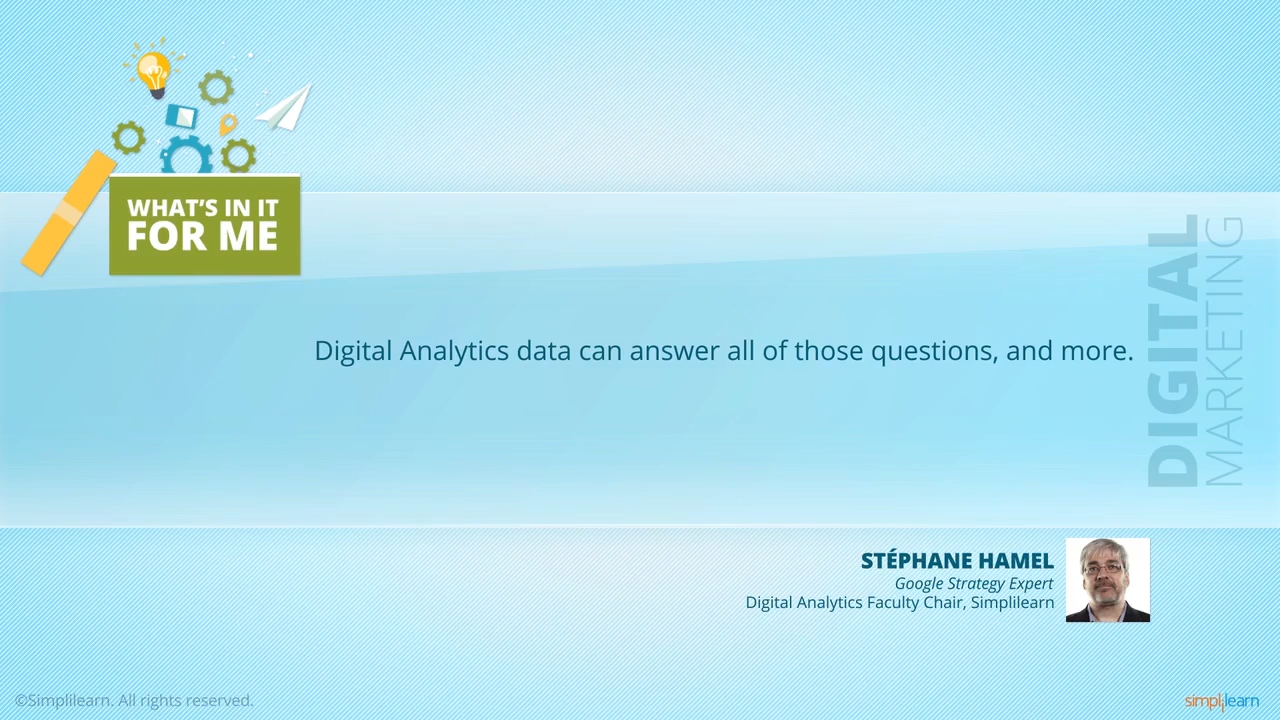 WHAT'S IN IT
FOR ME
Digital Analytics data can answer all of those questions, and more.
DIGITAL
MARKETING
STÉPHANE HAMEL
Google Strategy Expert
Digital Analytics Faculty Chair, Simplilearn
©Simplilearn. All rights reserved.
simplilearn